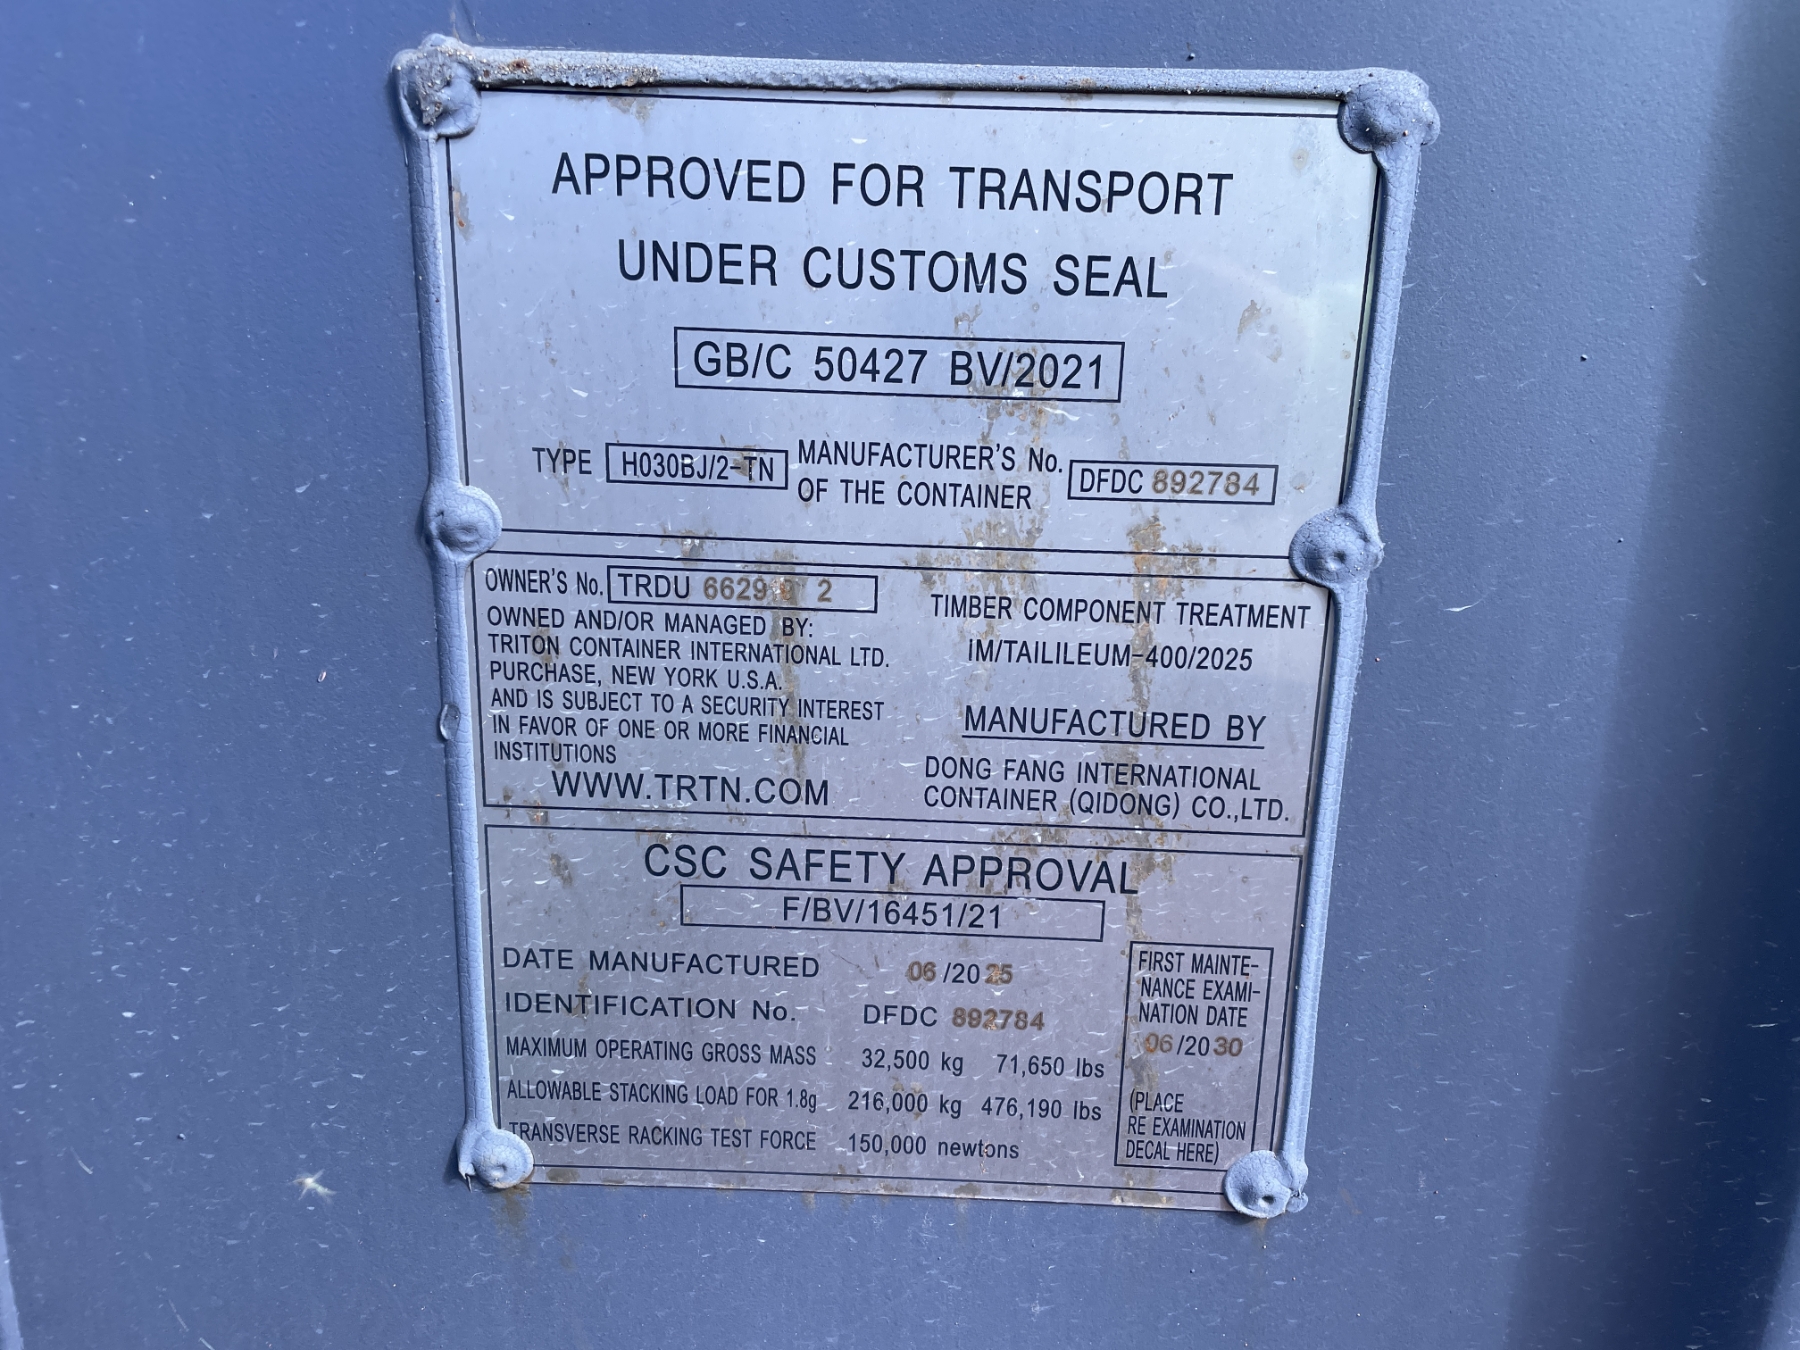 APPROVED FOR TRANSPORT
UNDER CUSTOMS SEAL
GB/C 50427 BV/2021
TYPE H030BJ/2-TN MANUFACTURER'S No. OF THE CONTAINER DFDC 892784
OWNER'S No. TRDU
OWNED AND/OR MANAGED BY:
TRITON CONTAINER INTERNATIONAL LTD.
PURCHASE, NEW YORK U.S.A.
AND IS SUBJECT TO A SECURITY INTEREST
IN FAVOR OF ONE OR MORE FINANCIAL
INSTITUTIONS
WWW.TRTN.COM
TIMBER COMPONENT TREATMENT
IM/TAILILEUM-400/2025
MANUFACTURED BY
DONG FANG INTERNATIONAL
CONTAINER (QIDONG) CO.,LTD.
CSC SAFETY APPROVAL
F/BV/16451/21
DATE MANUFACTURED 06/2025
IDENTIFICATION No. DFDC 892784
MAXIMUM OPERATING GROSS MASS 32,500 kg 71,650 lbs
ALLOWABLE STACKING LOAD FOR 1.8g 216,000 kg 476,190 lbs
TRANSVERSE RACKING TEST FORCE 150,000 newtons
FIRST MAINTE-
NANCE EXAMI-
NATION DATE
06/2030
(PLACE
RE EXAMINATION
DECAL HERE)